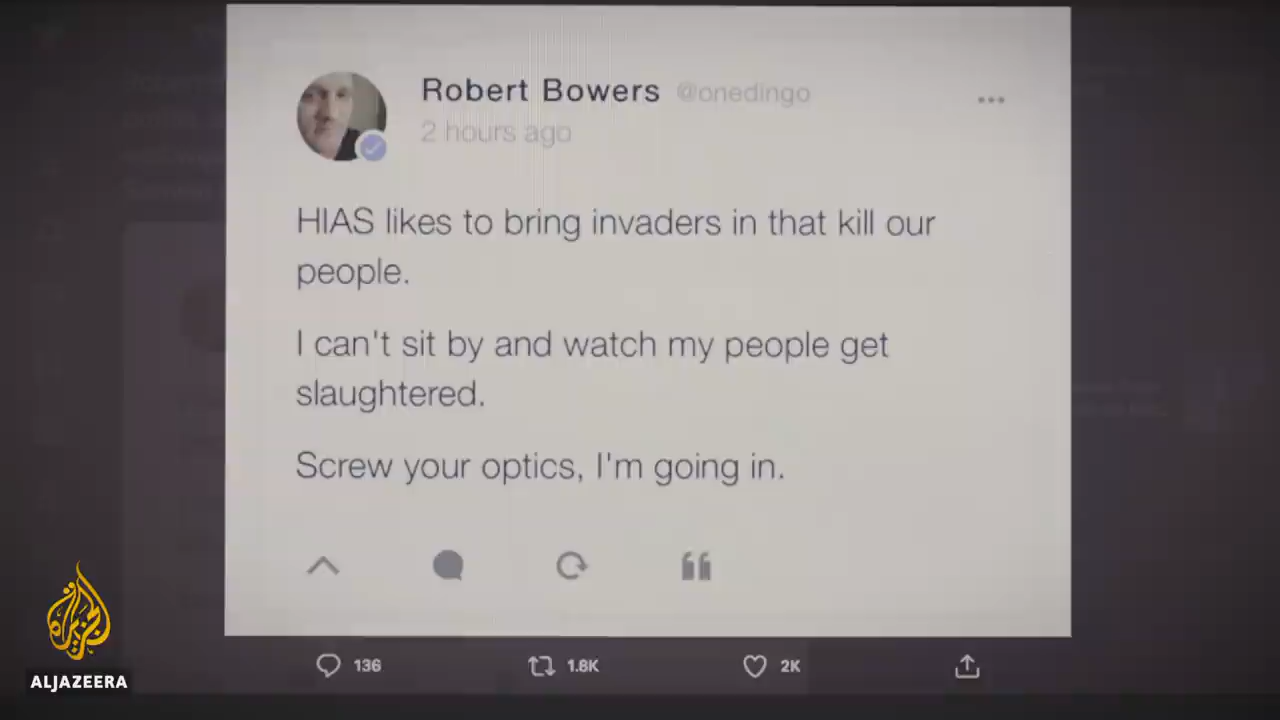 Robert Bowers @onedingo
2 hours ago
HIAS likes to bring invaders in that kill our
people.
I can't sit by and watch my people get
slaughtered.
Screw your optics, I'm going in.
136 1.8K 2K
ALJAZEERA